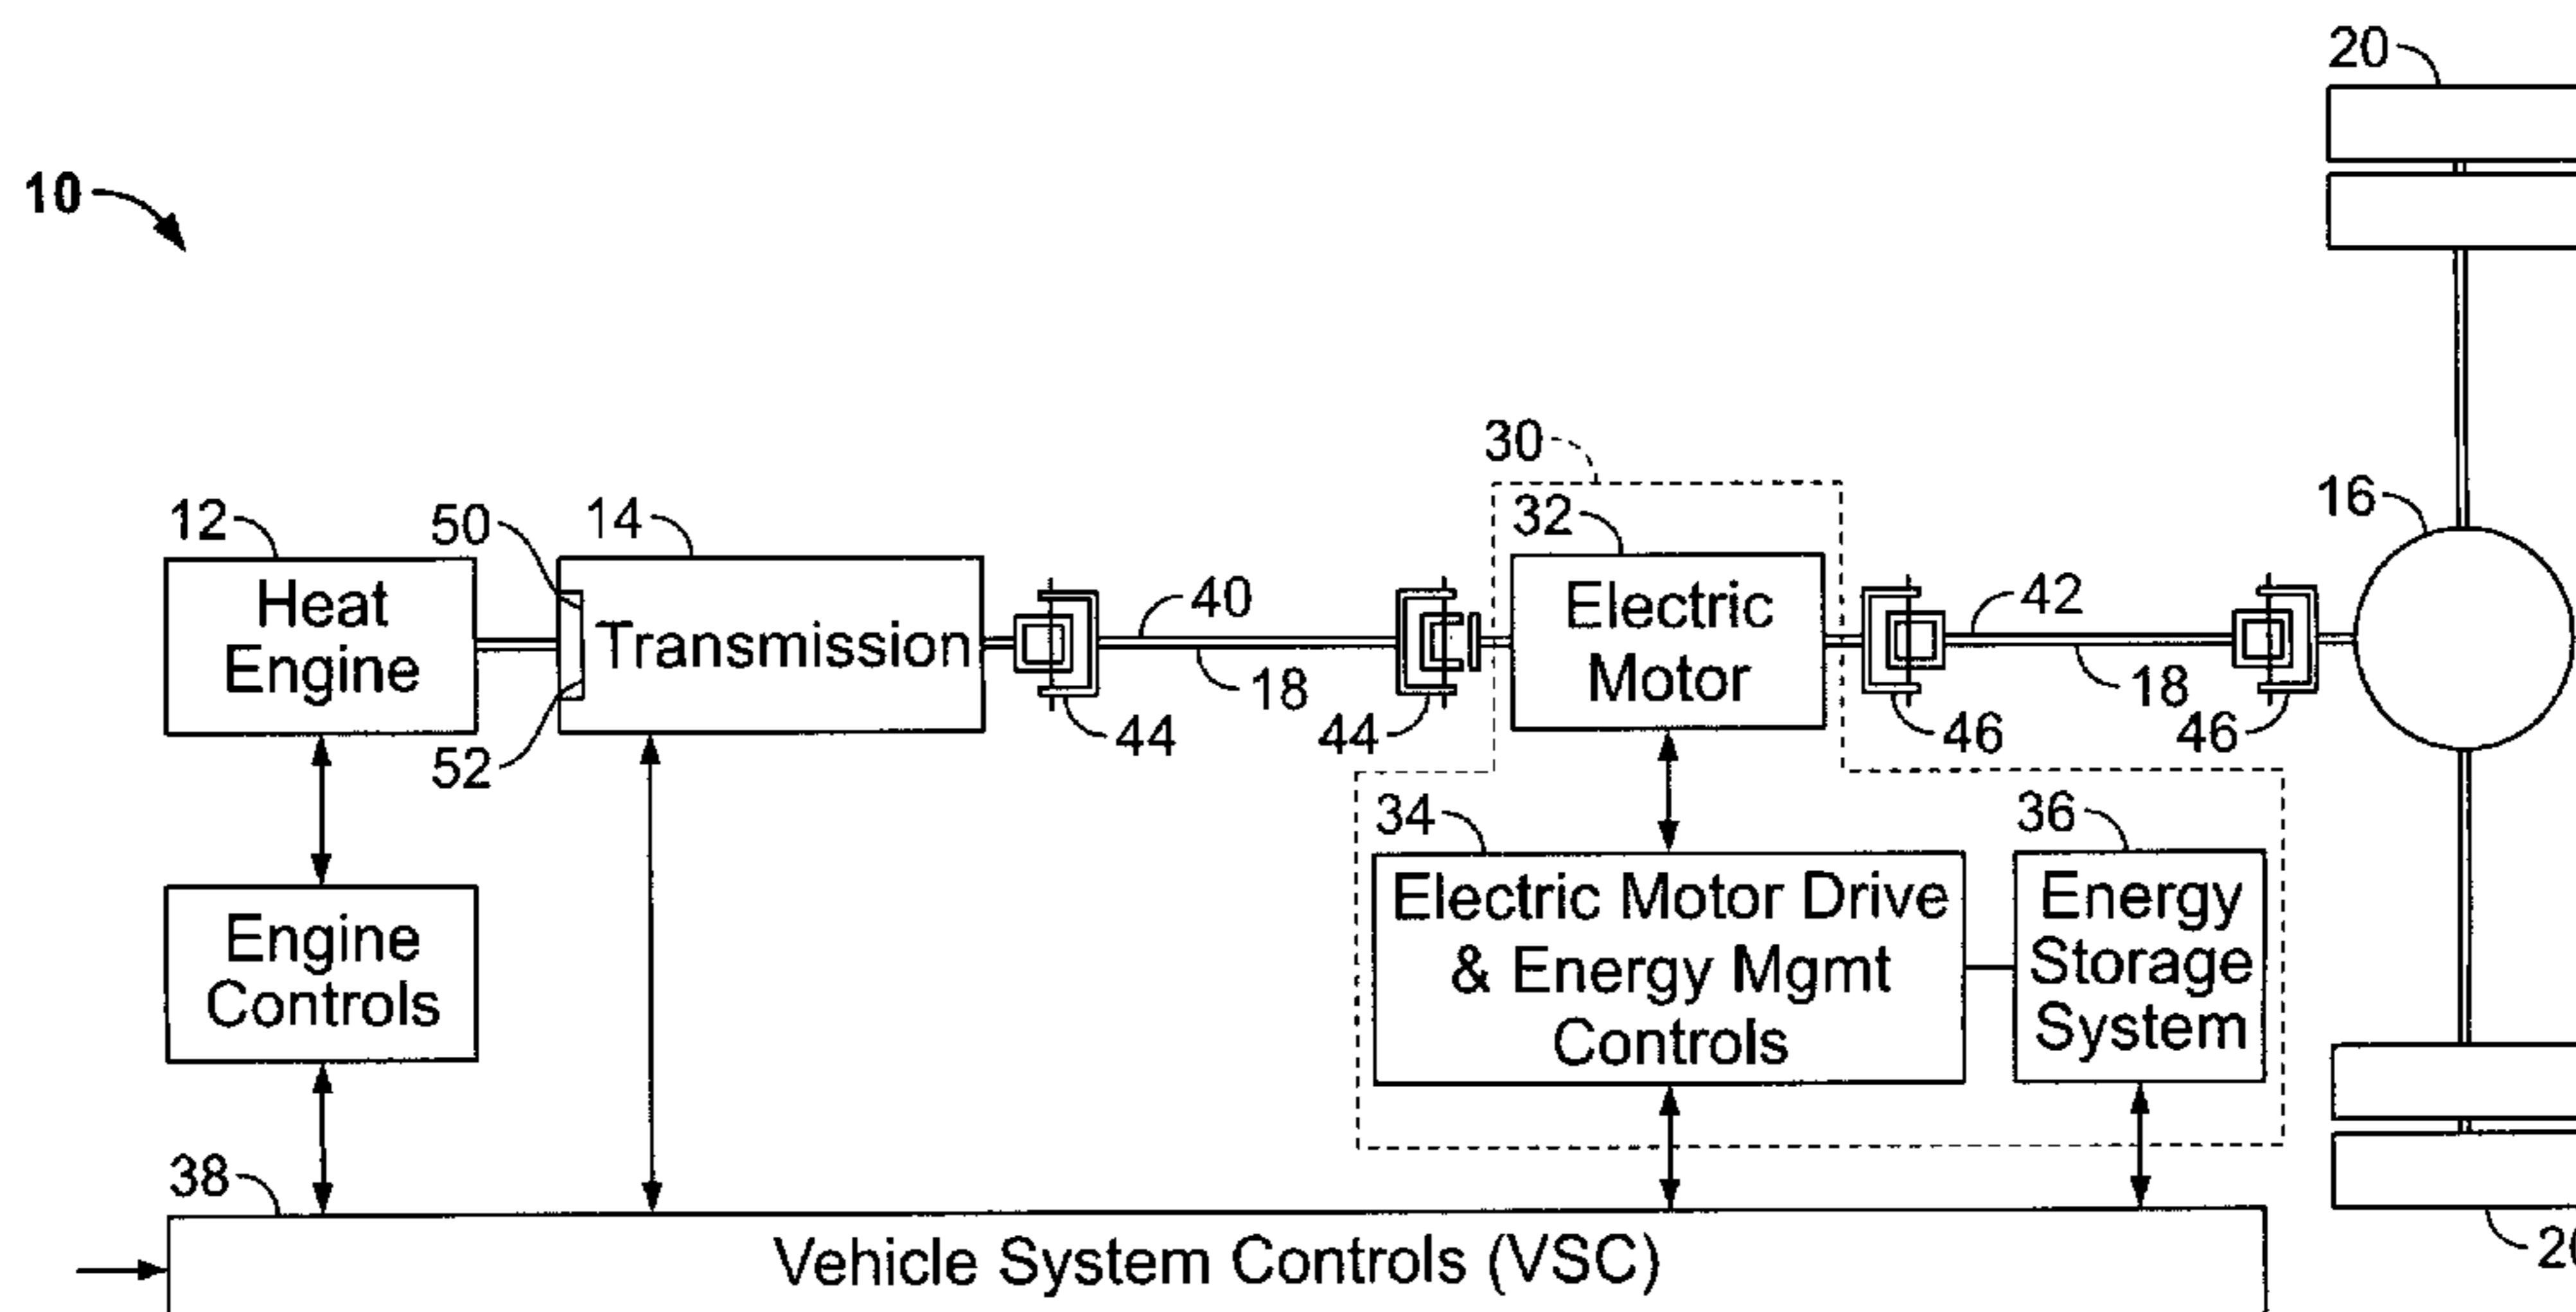 20
10
30
12
50
14
32
16
Heat
Engine
Transmission
40
Electric
Motor
42
18
18
44
44
46
46
52
34
36
Engine
Controls
Electric Motor Drive
& Energy Mgmt
Controls
Energy
Storage
System
38
Vehicle System Controls (VSC)